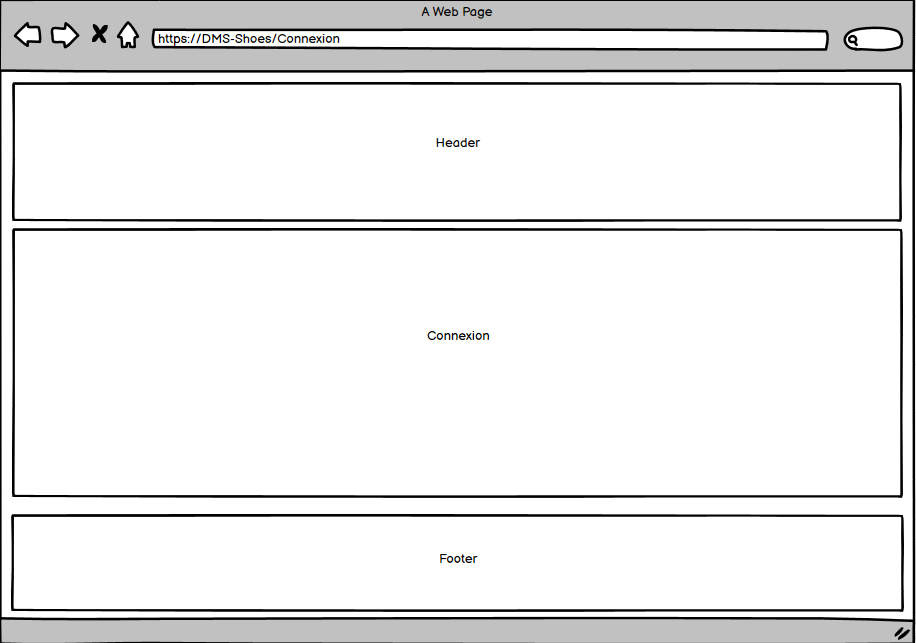 A Web Page
https://DMS-Shoes/Connexion
Header
Connexion
Footer